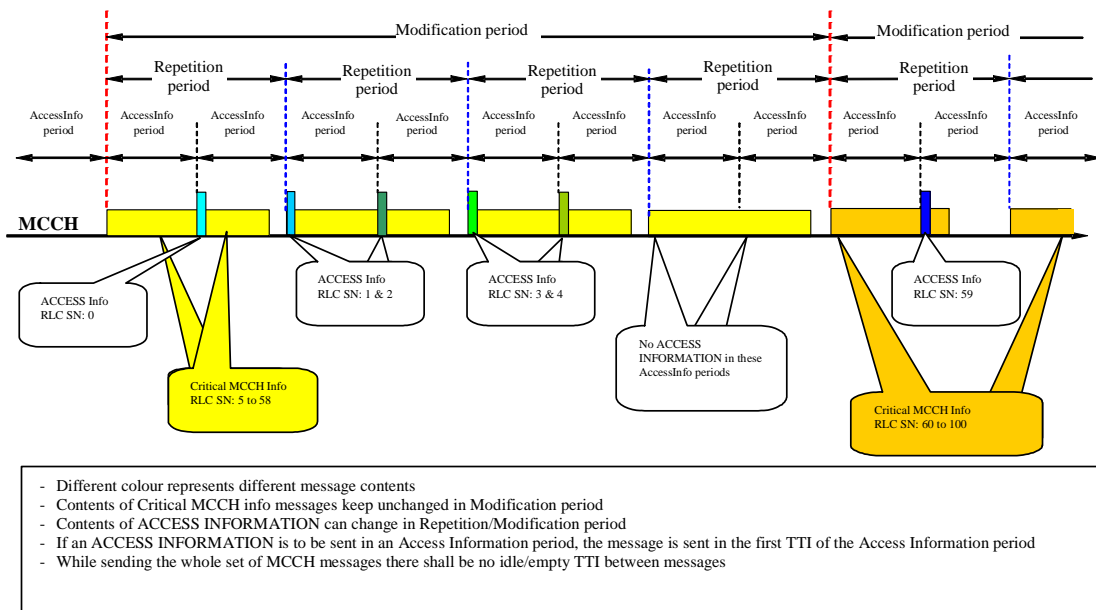 Modification period
Modification period
Repetition
period
Repetition
period
Repetition
period
Repetition
period
Repetition
period
AccessInfo
period
AccessInfo
period
AccessInfo
period
AccessInfo
period
AccessInfo
period
AccessInfo
period
AccessInfo
period
AccessInfo
period
AccessInfo
period
AccessInfo
period
AccessInfo
period
AccessInfo
period
MCCH
ACCESS Info
RLC SN: 0
ACCESS Info
RLC SN: 1 & 2
ACCESS Info
RLC SN: 3 & 4
ACCESS Info
RLC SN: 59
No ACCESS
INFORMATION in these
AccessInfo periods
Critical MCCH Info
RLC SN: 5 to 58
Critical MCCH Info
RLC SN: 60 to 100
- Different colour represents different message contents
- Contents of Critical MCCH info messages keep unchanged in Modification period
- Contents of ACCESS INFORMATION can change in Repetition/Modification period
- If an ACCESS INFORMATION is to be sent in an Access Information period, the message is sent in the first TTI of the Access Information period
- While sending the whole set of MCCH messages there shall be no idle/empty TTI between messages